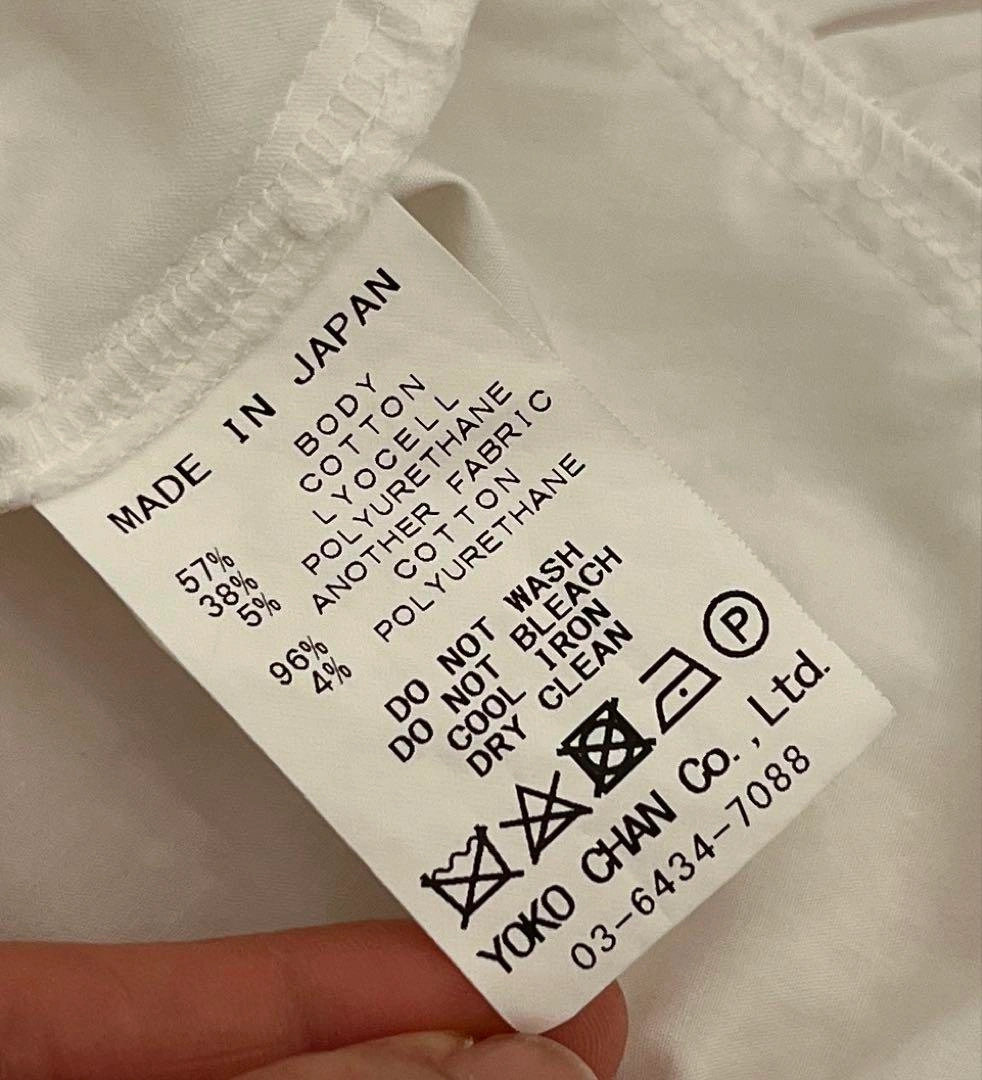 MADE IN JAPAN
BODY
57% COTTON
38% LYOCELL
5% POLYURETHANE
ANOTHER FABRIC
96% COTTON
4% POLYURETHANE
DO NOT WASH
DO NOT BLEACH
COOL IRON
DRY CLEAN
P
YOKO CHAN Co., Ltd.
03-6434-7088